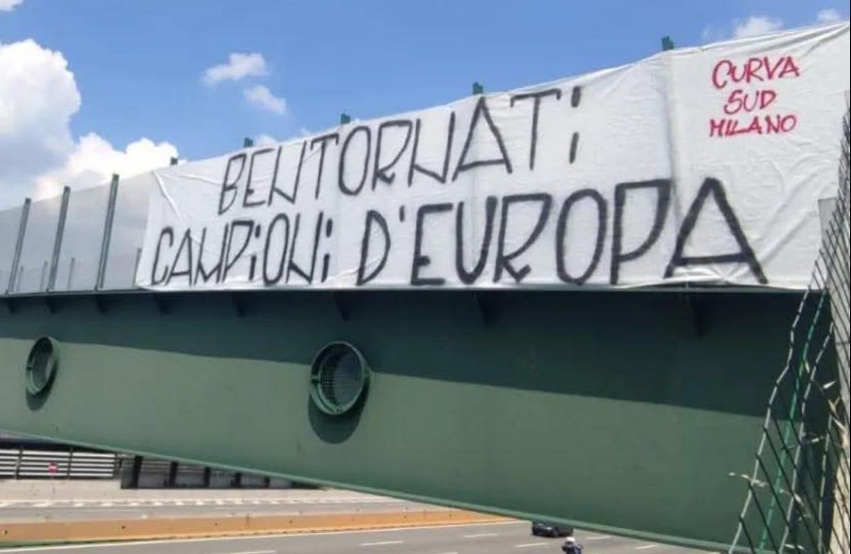 BENTORNATi
CAMPiONi D'EUROPA
CURVA
SUD
MILANO